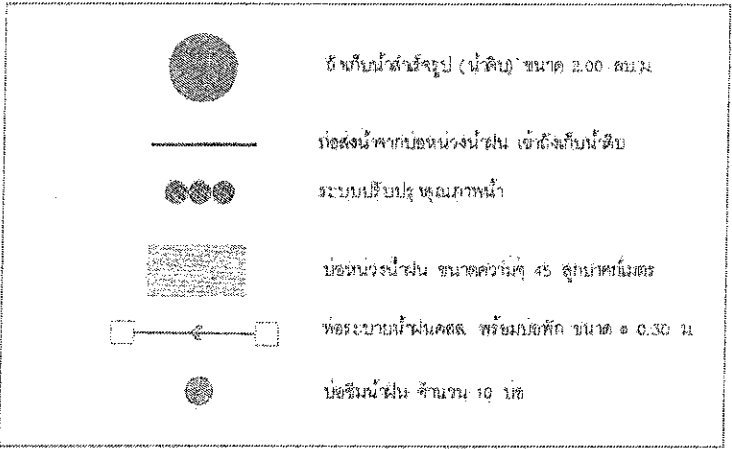 ถังเก็บน้ำสำเร็จรูป (น้ำดิบ) ขนาด 2.00 ลบ.ม.
ท่อส่งน้ำจากบ่อหน่วงน้ำฝน เข้าถังเก็บน้ำดิบ
ระบบปรับปรุงคุณภาพน้ำ
บ่อหน่วงน้ำฝน ขนาดความจุ 45 ลูกบาศก์เมตร
ท่อระบายน้ำฝนคสล. พร้อมบ่อพัก ขนาด ø 0.30 ม
บ่อซึมน้ำฝน จำนวน 10 บ่อ